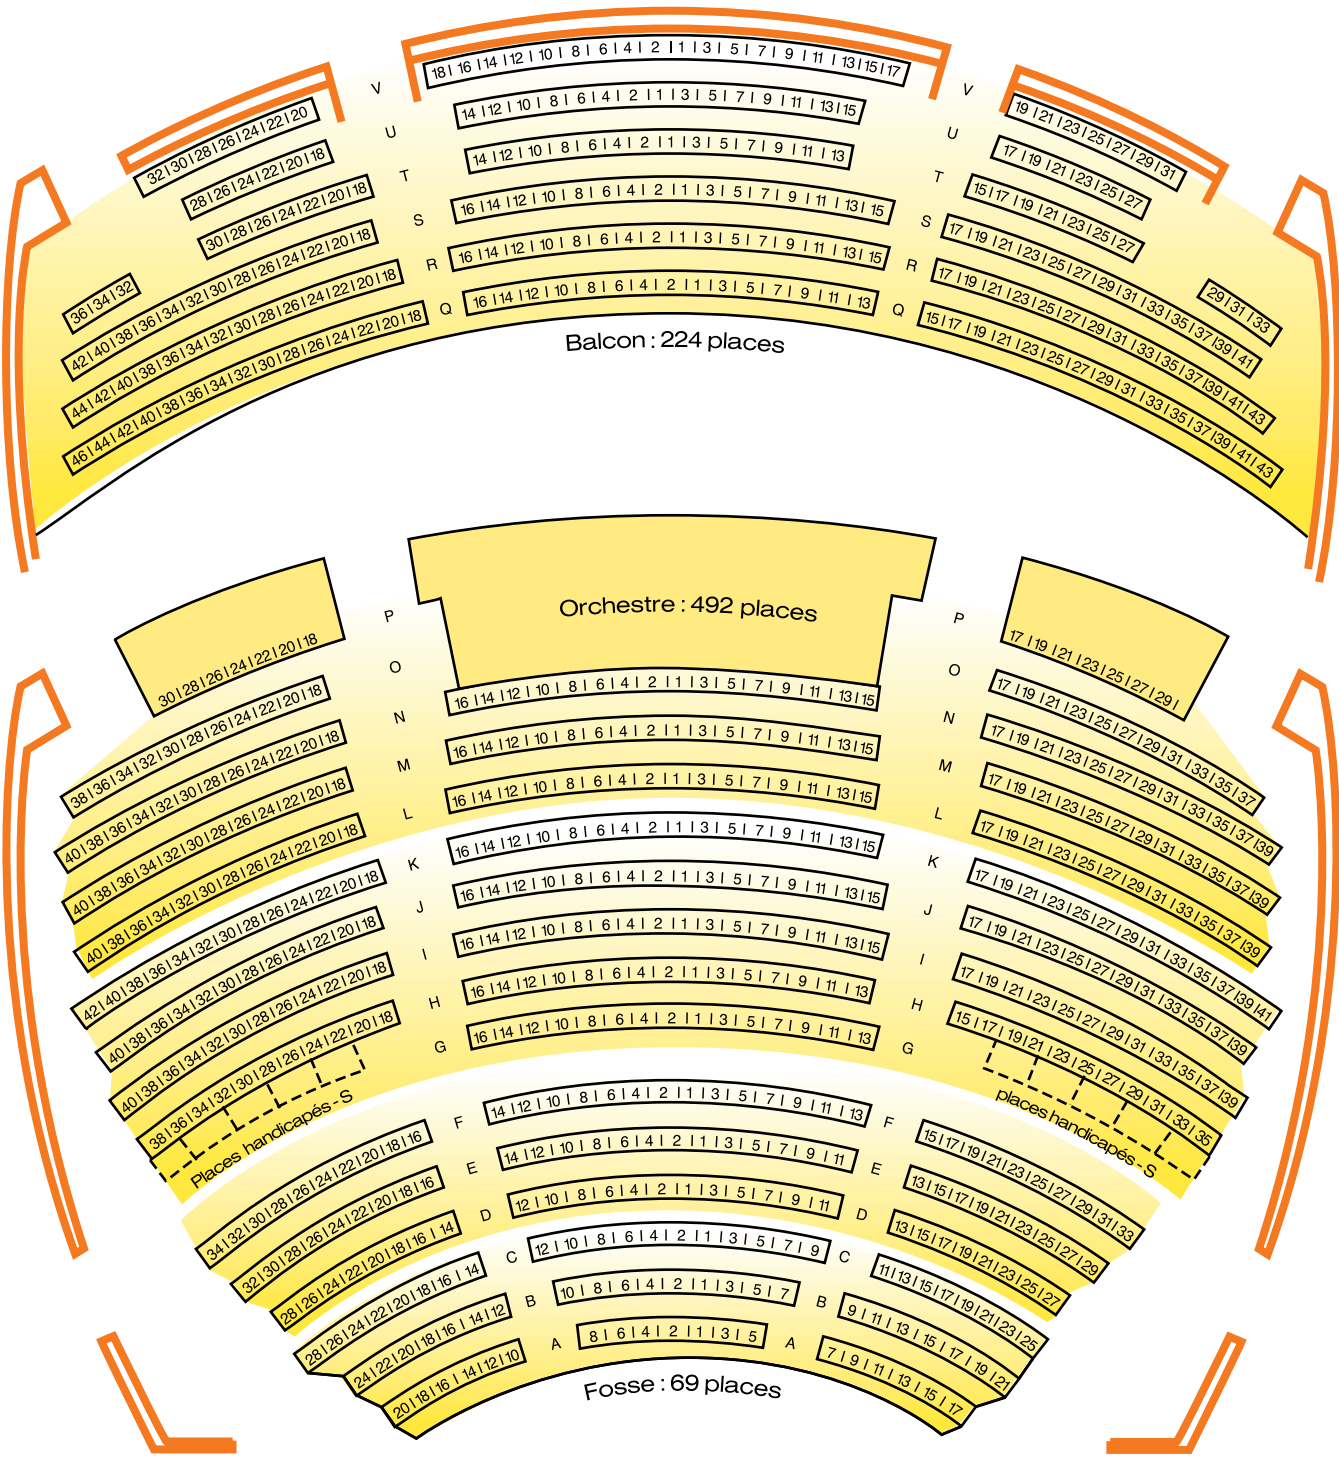 32|30|28|26|24|22|20
V
18|16|14|12|10|8|6|4|2|1|3|5|7|9|11|13|15|17
V
19|21|23|25|27|29|31
28|26|24|22|20|18
U
14|12|10|8|6|4|2|1|3|5|7|9|11|13|15
U
17|19|21|23|25|27
30|28|26|24|22|20|18
T
14|12|10|8|6|4|2|1|3|5|7|9|11|13
T
15|17|19|21|23|25|27
36|34|32
29|31|33
42|40|38|36|34|32|30|28|26|24|22|20|18
S
16|14|12|10|8|6|4|2|1|3|5|7|9|11|13|15
S
17|19|21|23|25|27|29|31|33|35|37|39|41
44|42|40|38|36|34|32|30|28|26|24|22|20|18
R
16|14|12|10|8|6|4|2|1|3|5|7|9|11|13|15
R
17|19|21|23|25|27|29|31|33|35|37|39|41|43
46|44|42|40|38|36|34|32|30|28|26|24|22|20|18
Q
16|14|12|10|8|6|4|2|1|3|5|7|9|11|13
Q
15|17|19|21|23|25|27|29|31|33|35|37|39|41|43
Balcon : 224 places
30|28|26|24|22|20|18
P
Orchestre : 492 places
P
17|19|21|23|25|27|29|
38|36|34|32|30|28|26|24|22|20|18
O
16|14|12|10|8|6|4|2|1|3|5|7|9|11|13|15
O
17|19|21|23|25|27|29|31|33|35|37
40|38|36|34|32|30|28|26|24|22|20|18
N
16|14|12|10|8|6|4|2|1|3|5|7|9|11|13|15
N
17|19|21|23|25|27|29|31|33|35|37|39
40|38|36|34|32|30|28|26|24|22|20|18
M
16|14|12|10|8|6|4|2|1|3|5|7|9|11|13|15
M
17|19|21|23|25|27|29|31|33|35|37|39
40|38|36|34|32|30|28|26|24|22|20|18
L
16|14|12|10|8|6|4|2|1|3|5|7|9|11|13|15
L
17|19|21|23|25|27|29|31|33|35|37|39
42|40|38|36|34|32|30|28|26|24|22|20|18
K
16|14|12|10|8|6|4|2|1|3|5|7|9|11|13|15
K
17|19|21|23|25|27|29|31|33|35|37|39|41
40|38|36|34|32|30|28|26|24|22|20|18
J
16|14|12|10|8|6|4|2|1|3|5|7|9|11|13|15
J
17|19|21|23|25|27|29|31|33|35|37|39
40|38|36|34|32|30|28|26|24|22|20|18
I
16|14|12|10|8|6|4|2|1|3|5|7|9|11|13
I
17|19|21|23|25|27|29|31|33|35|37|39
38|36|34|32|30|28|26|24|22|20|18
H
16|14|12|10|8|6|4|2|1|3|5|7|9|11|13
H
15|17|19|21|23|25|27|29|31|33|35
G
G
Places handicapés - S
places handicapés - S
34|32|30|28|26|24|22|20|18|16
F
14|12|10|8|6|4|2|1|3|5|7|9|11|13
F
15|17|19|21|23|25|27|29|31|33
32|30|28|26|24|22|20|18|16
E
14|12|10|8|6|4|2|1|3|5|7|9|11
E
13|15|17|19|21|23|25|27|29
28|26|24|22|20|18|16|14
D
12|10|8|6|4|2|1|3|5|7|9|11
D
13|15|17|19|21|23|25|27
28|26|24|22|20|18|16|14
C
12|10|8|6|4|2|1|3|5|7|9
C
11|13|15|17|19|21|23|25
24|22|20|18|16|14|12
B
10|8|6|4|2|1|3|5|7
B
9|11|13|15|17|19|21
20|18|16|14|12|10
A
8|6|4|2|1|3|5
A
7|9|11|13|15|17
Fosse : 69 places